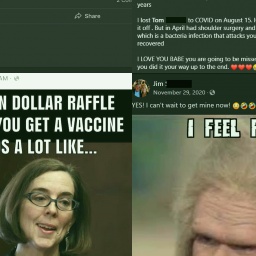 Share
AM ·
N DOLLAR RAFFLE
YOU GET A VACCINE
S A LOT LIKE...
years
I lost Tom
to COVID on August 15.
it off . But in April had shoulder surgery and
which is a bacteria infection that attacks you
recovered
I LOVE YOU BABE you are going to be misse
you did it your way up to the end.
Jim :
November 29, 2020 ·
YES! I can't wait to get mine now!
I FEEL